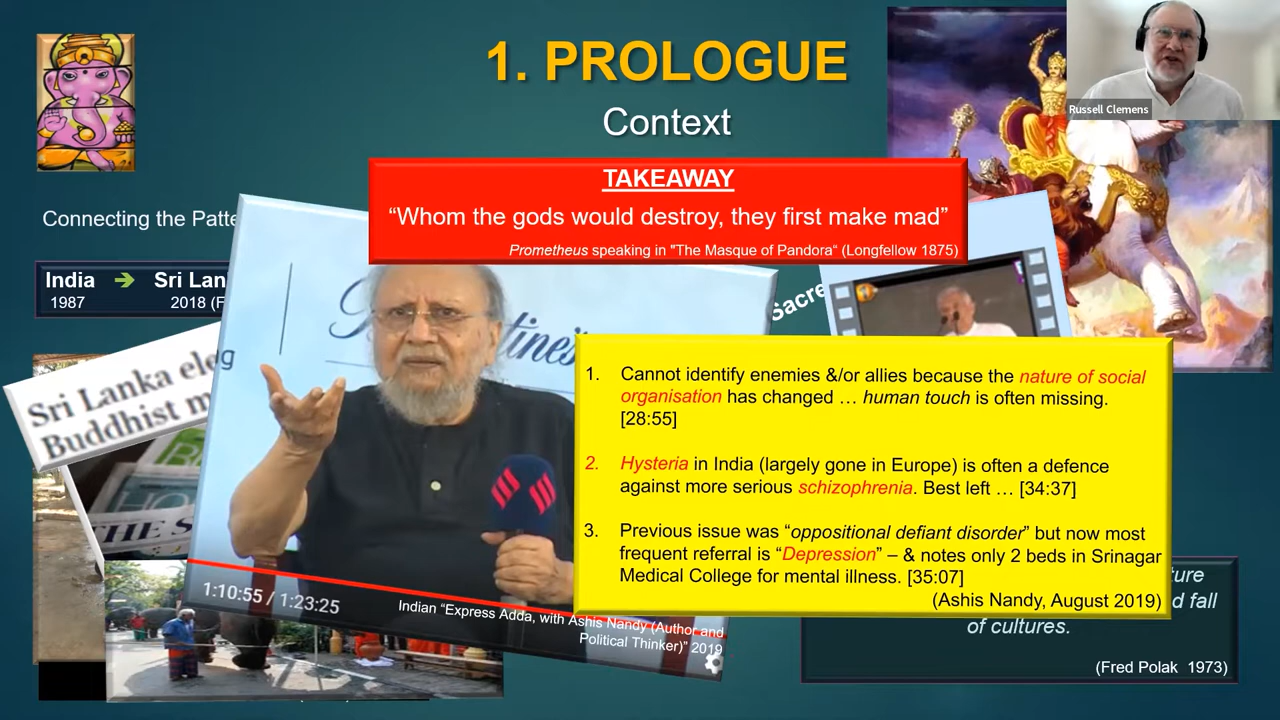 1. PROLOGUE
Context
Russell Clemens
TAKEAWAY
“Whom the gods would destroy, they first make mad”
Prometheus speaking in "The Masque of Pandora“ (Longfellow 1875)
Connecting the Patte
India Sri Lan
1987 2018 (F
Sacre
Sri Lanka ele
Buddhist m
THE S
1. Cannot identify enemies &/or allies because the nature of social
organisation has changed … human touch is often missing.
[28:55]
2. Hysteria in India (largely gone in Europe) is often a defence
against more serious schizophrenia. Best left … [34:37]
3. Previous issue was “oppositional defiant disorder” but now most
frequent referral is “Depression” – & notes only 2 beds in Srinagar
Medical College for mental illness. [35:07]
(Ashis Nandy, August 2019)
1:10:55 / 1:23:25
Indian “Express Adda, with Ashis Nandy (Author and
Political Thinker)” 2019
ture
d fall
of cultures.
(Fred Polak 1973)